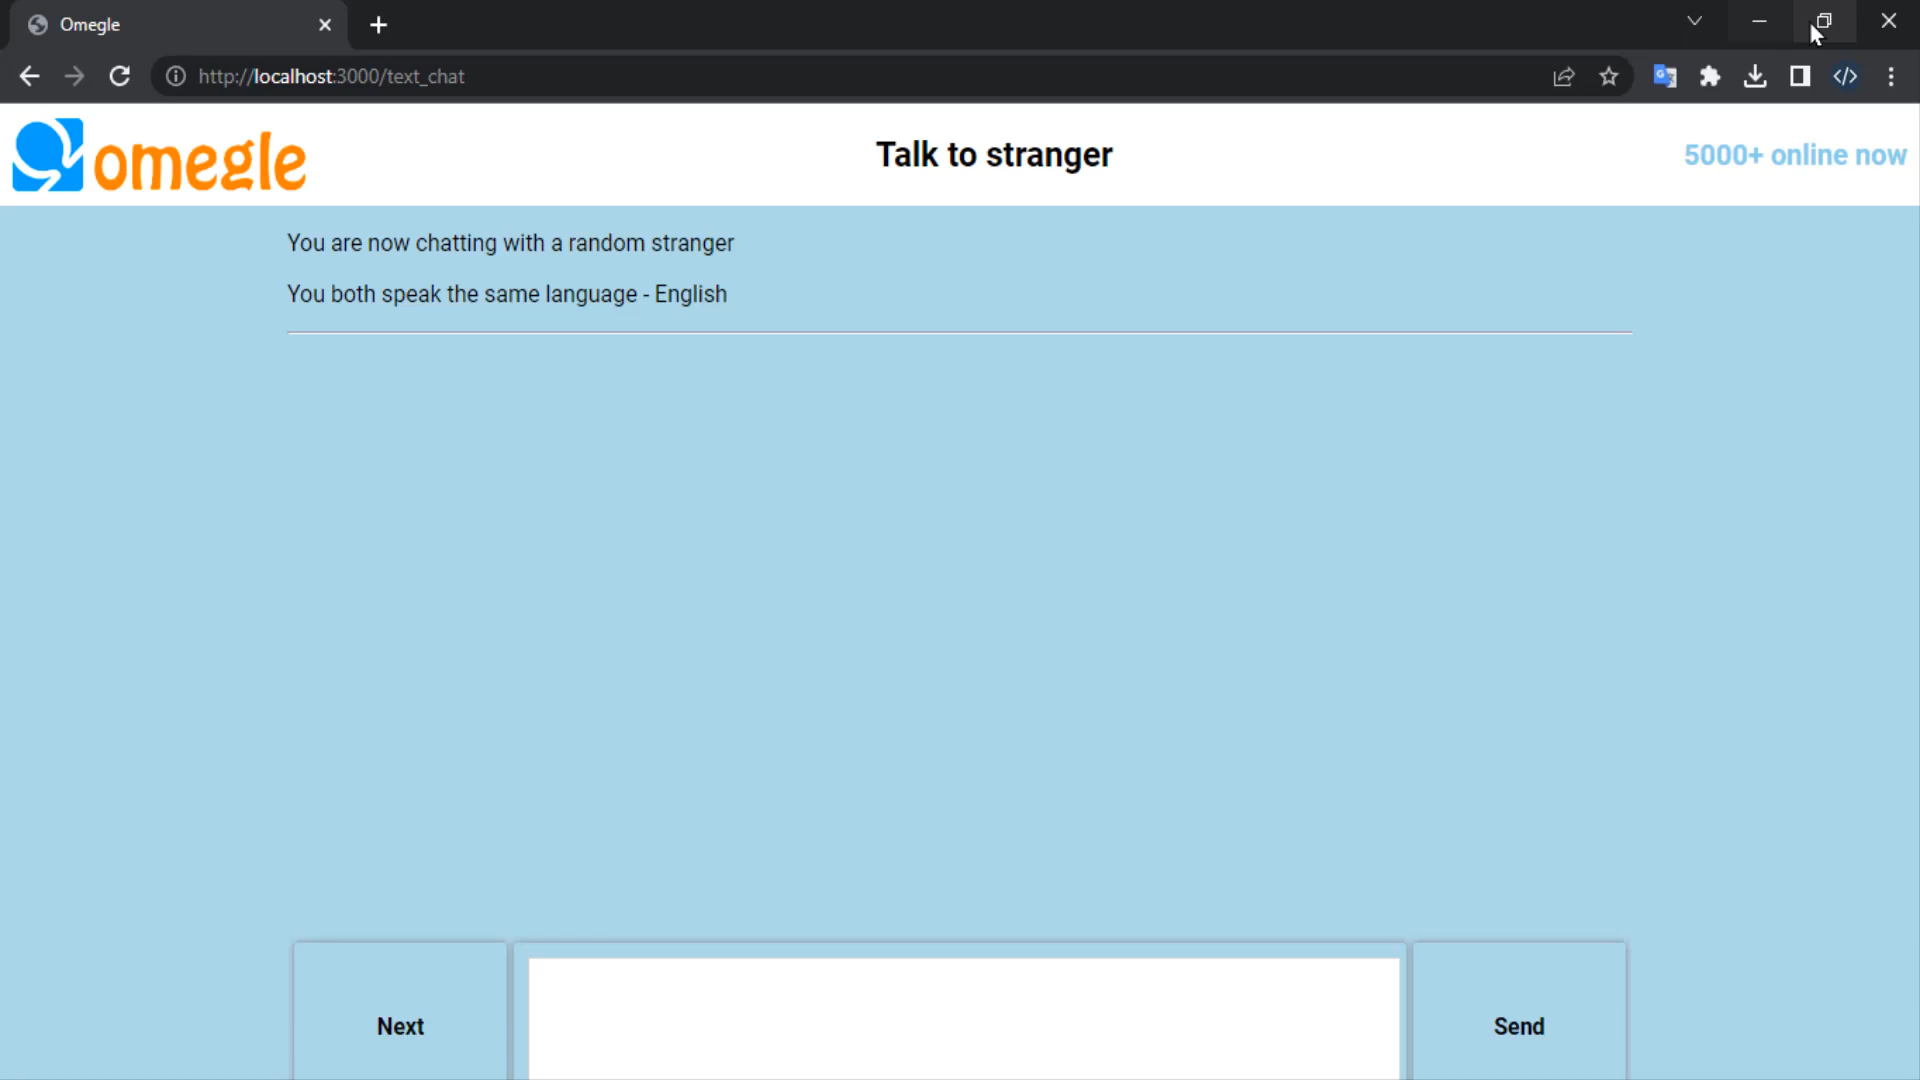 Omegle
http://localhost:3000/text_chat
omegle
Talk to stranger
5000+ online now
You are now chatting with a random stranger
You both speak the same language - English
Next
Send